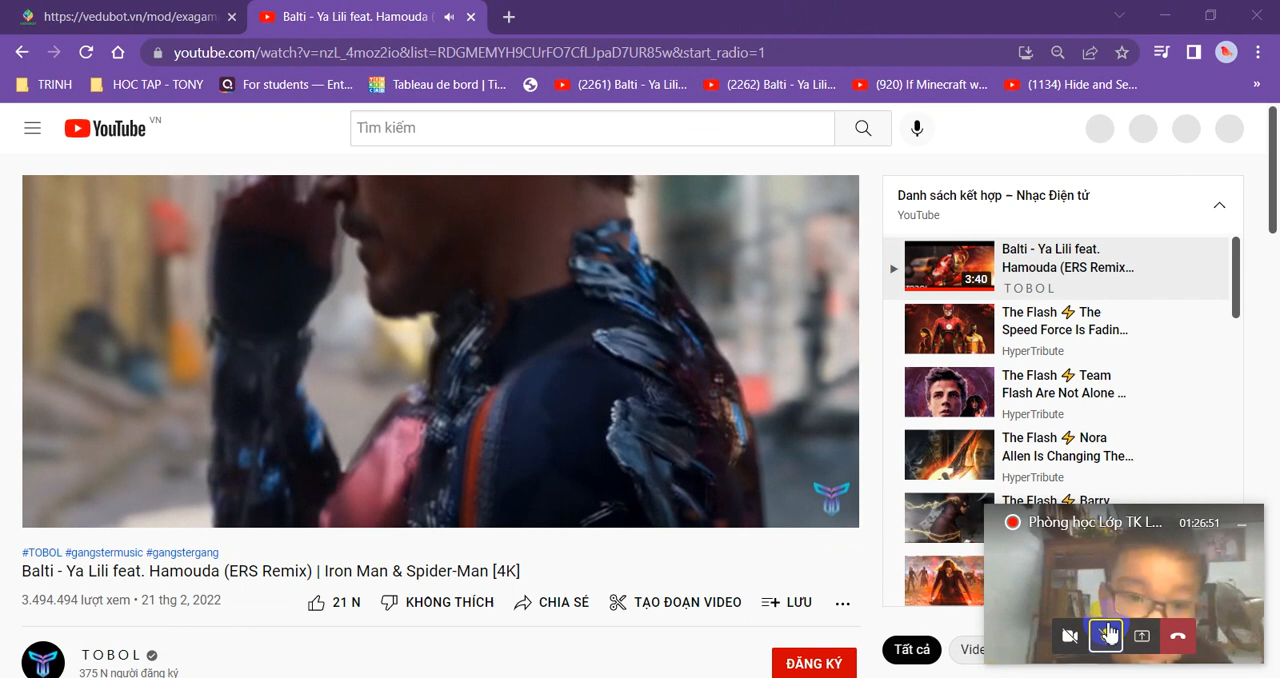 https://vedubot.vn/mod/exagam
Balti - Ya Lili feat. Hamouda (
youtube.com/watch?v=nzL_4moz2io&list=RDGMEMYH9CUrFO7CfLJpaD7UR85w&start_radio=1
TRINH
HOC TAP - TONY
For students — Ent...
Tableau de bord | Ti...
(2261) Balti - Ya Lili...
(2262) Balti - Ya Lili...
(920) If Minecraft w...
(1134) Hide and Se...
»
YouTube VN
Tìm kiếm
Danh sách kết hợp – Nhạc Điện tử
YouTube
Balti - Ya Lili feat.
Hamouda (ERS Remix...
T O B O L
3:40
The Flash ⚡ The
Speed Force Is Fadin...
HyperTribute
The Flash ⚡ Team
Flash Are Not Alone ...
HyperTribute
The Flash ⚡ Nora
Allen Is Changing The...
HyperTribute
The Flash ⚡ Barry
Phòng học Lớp TK L...
01:26:51
#TOBOL #gangstermusic #gangstergang
Balti - Ya Lili feat. Hamouda (ERS Remix) | Iron Man & Spider-Man [4K]
3.494.494 lượt xem • 21 thg 2, 2022
21 N
KHÔNG THÍCH
CHIA SẺ
TẠO ĐOẠN VIDEO
LƯU
...
T O B O L
375 N người đăng ký
ĐĂNG KÝ
Tất cả
Vide